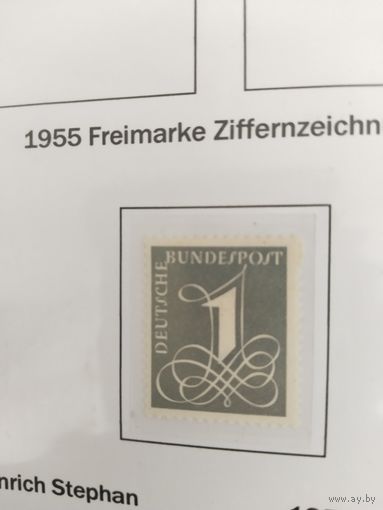 1955 Freimarke Ziffernzeichn
DEUTSCHE
BUNDESPOST
1
nrich Stephan
www.ay.by